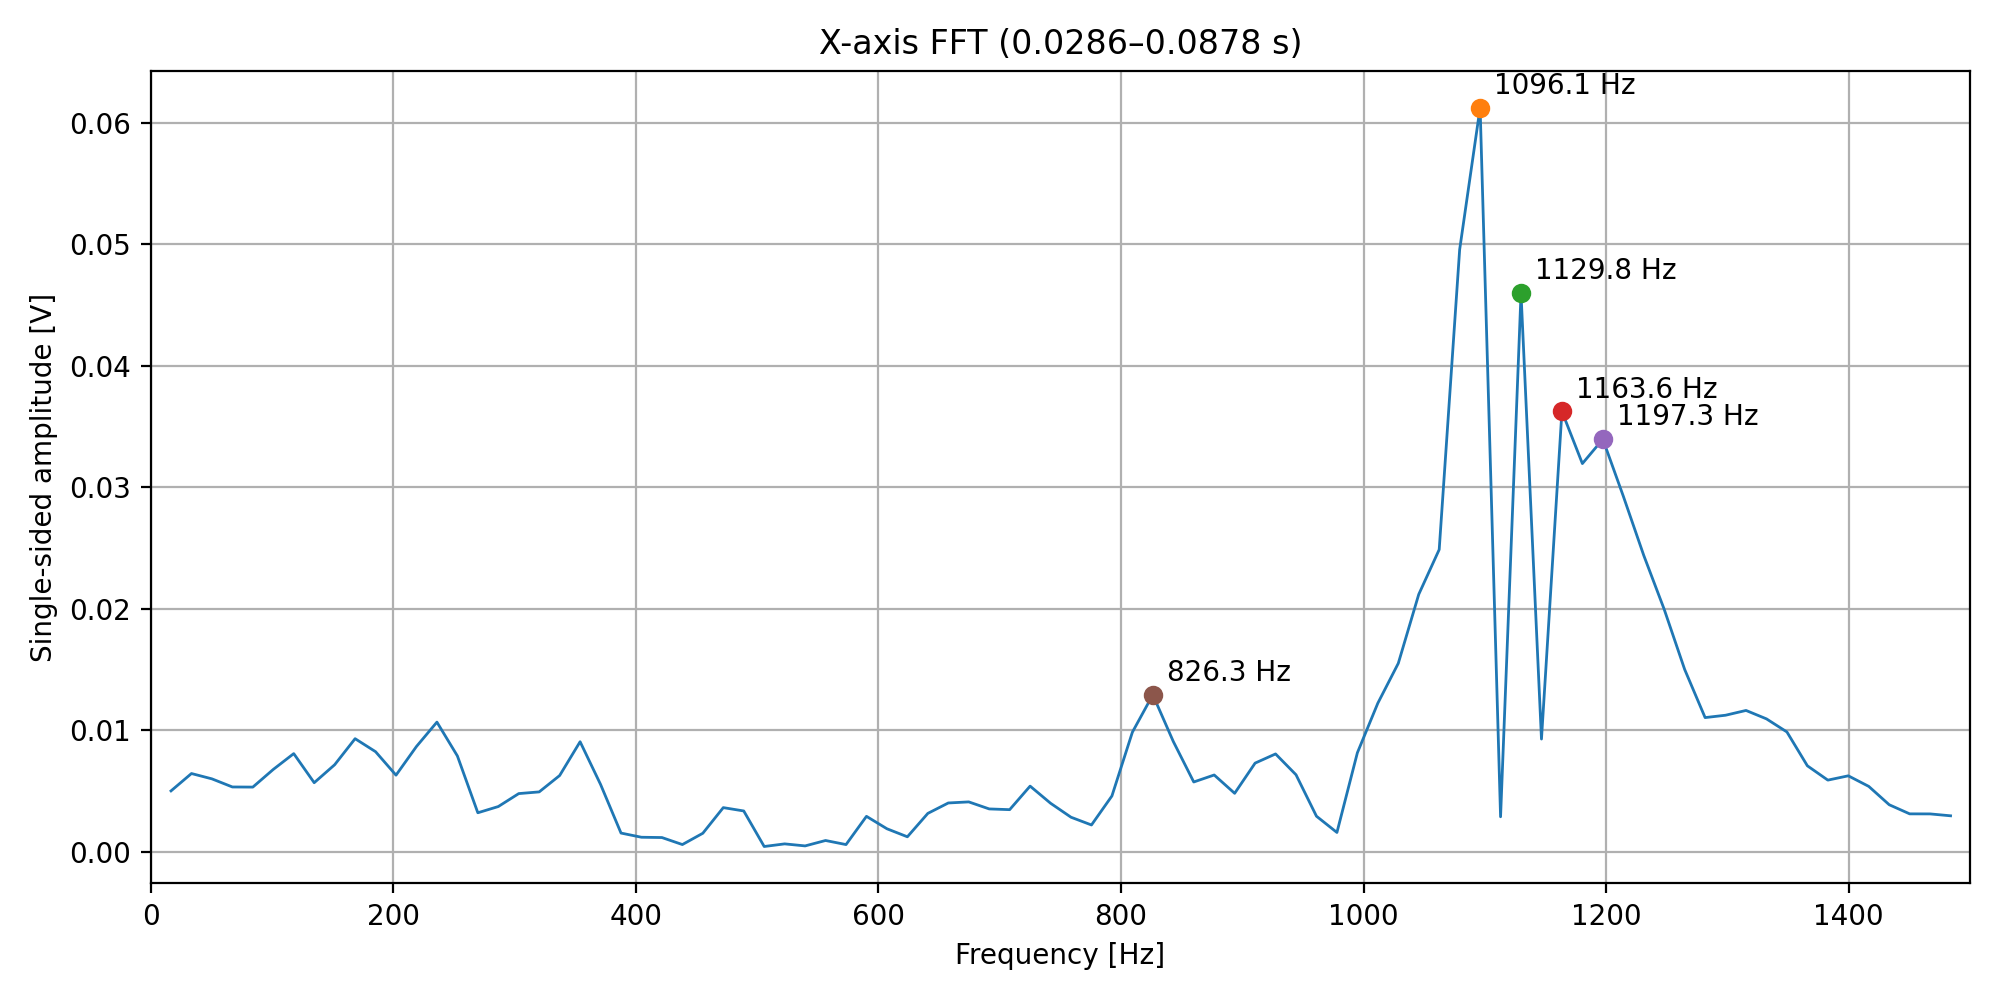 X-axis FFT (0.0286–0.0878 s)
1096.1 Hz
1129.8 Hz
1163.6 Hz
1197.3 Hz
826.3 Hz
Single-sided amplitude [V]
0.06
0.05
0.04
0.03
0.02
0.01
0.00
0 200 400 600 800 1000 1200 1400
Frequency [Hz]